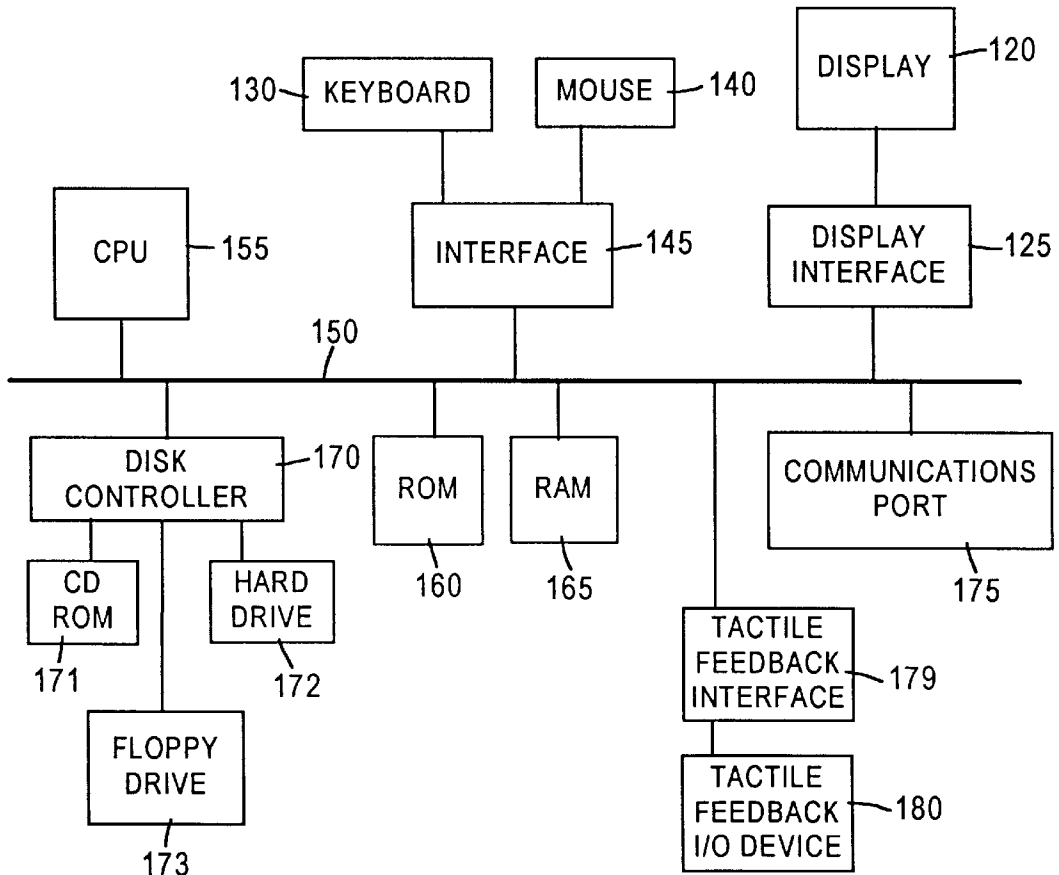 DISPLAY
120
KEYBOARD
130
MOUSE
140
CPU
155
INTERFACE
145
DISPLAY
INTERFACE
125
150
DISK
CONTROLLER
170
ROM
160
RAM
165
COMMUNICATIONS
PORT
175
CD
ROM
171
HARD
DRIVE
172
FLOPPY
DRIVE
173
TACTILE
FEEDBACK
INTERFACE
179
TACTILE
FEEDBACK
I/O DEVICE
180